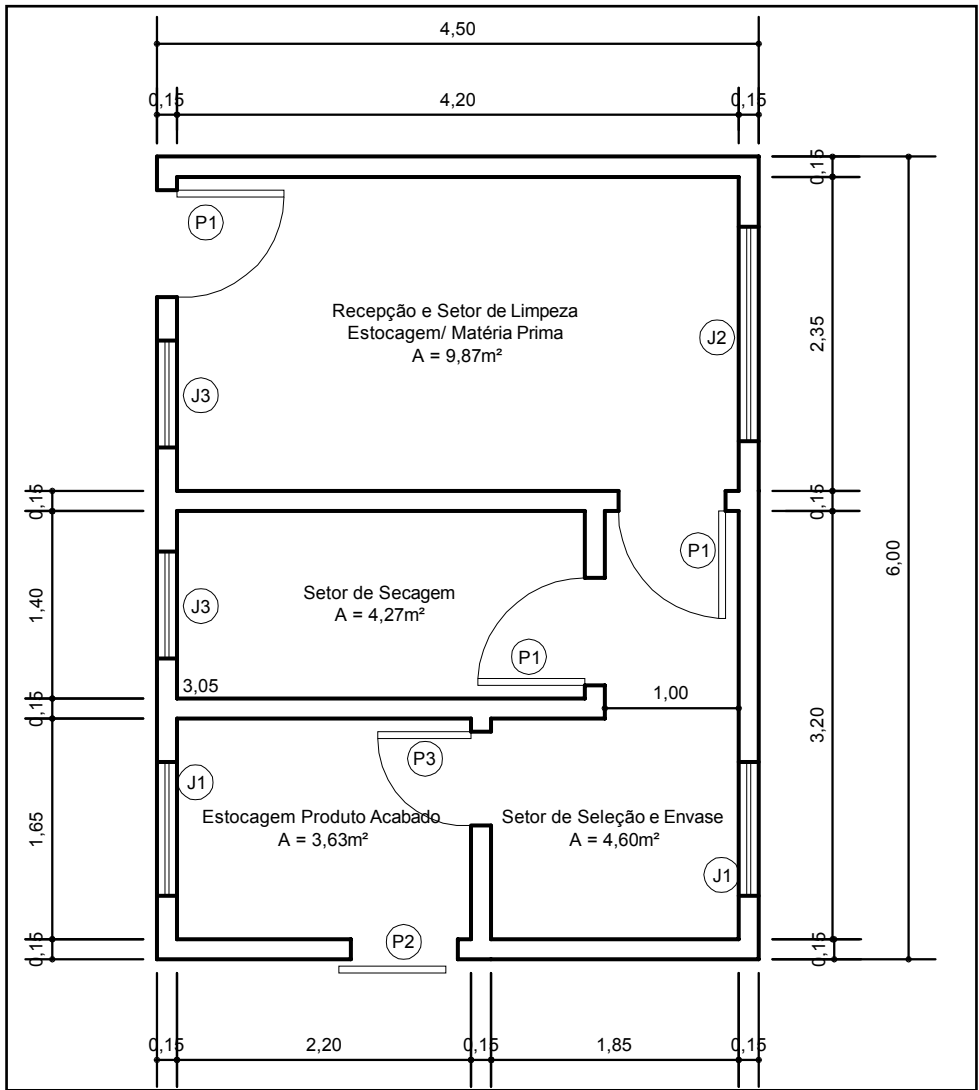 4,50
0,15
4,20
0,15
0,15
P1
Recepção e Setor de Limpeza
Estocagem/ Matéria Prima
A = 9,87m²
J2
2,35
J3
0,15
0,15
P1
6,00
1,40
J3
Setor de Secagem
A = 4,27m²
P1
3,05
1,00
0,15
3,20
P3
J1
1,65
Estocagem Produto Acabado
A = 3,63m²
Setor de Seleção e Envase
A = 4,60m²
J1
P2
0,15
0,15
0,15
2,20
0,15
1,85
0,15